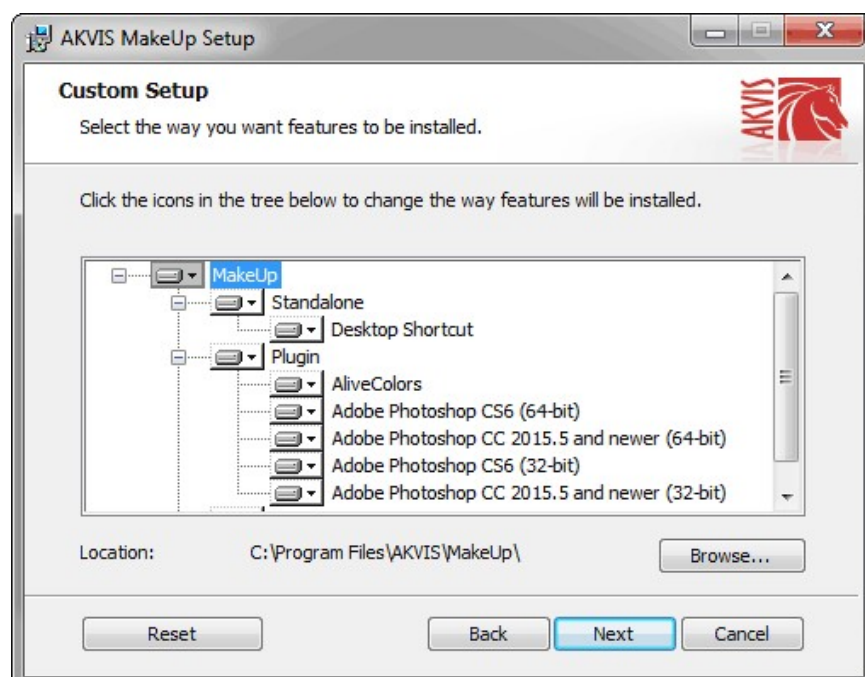 AKVIS MakeUp Setup
Custom Setup
Select the way you want features to be installed.
AKVIS
Click the icons in the tree below to change the way features will be installed.
MakeUp
Standalone
Desktop Shortcut
Plugin
AliveColors
Adobe Photoshop CS6 (64-bit)
Adobe Photoshop CC 2015.5 and newer (64-bit)
Adobe Photoshop CS6 (32-bit)
Adobe Photoshop CC 2015.5 and newer (32-bit)
Location: C:\Program Files\AKVIS\MakeUp\ Browse...
Reset Back Next Cancel